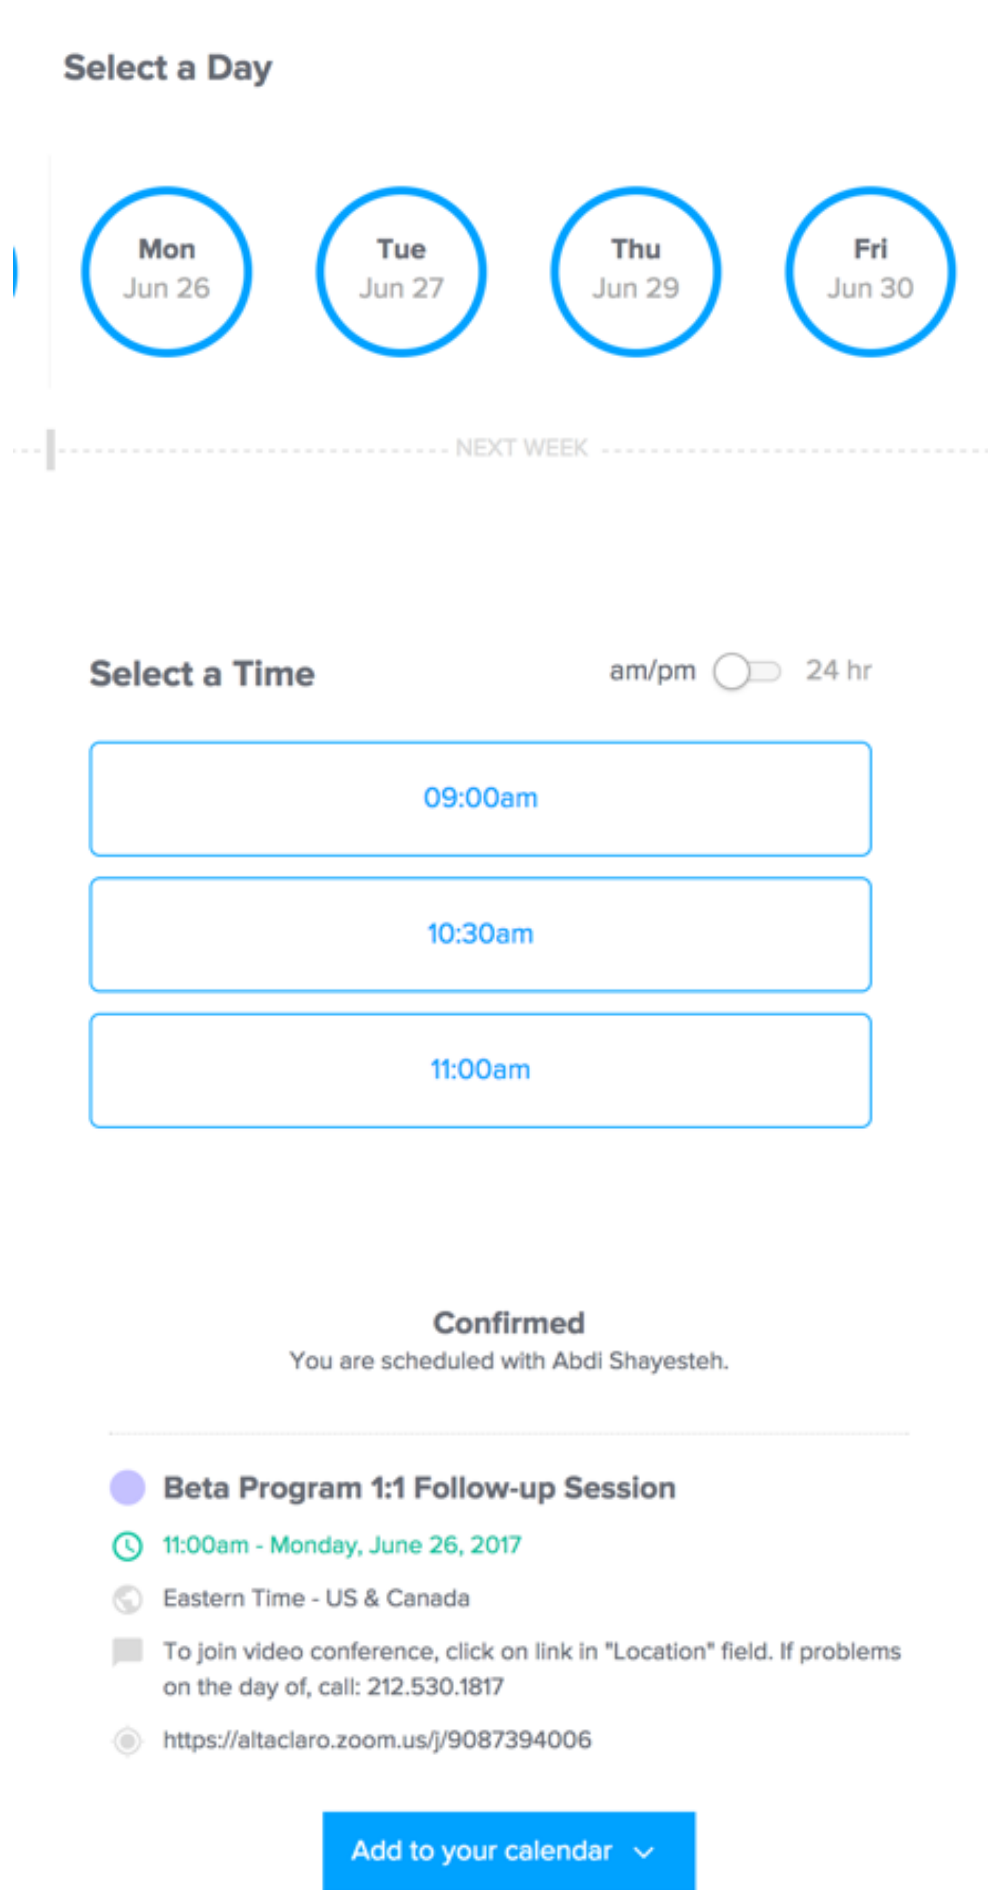 Select a Day
Mon Tue Thu Fri
Jun 26 Jun 27 Jun 29 Jun 30
NEXT WEEK
Select a Time am/pm 24 hr
09:00am
10:30am
11:00am
Confirmed
You are scheduled with Abdi Shayesteh.
Beta Program 1:1 Follow-up Session
11:00am - Monday, June 26, 2017
Eastern Time - US & Canada
To join video conference, click on link in "Location" field. If problems
on the day of, call: 212.530.1817
https://altaclaro.zoom.us/j/9087394006
Add to your calendar